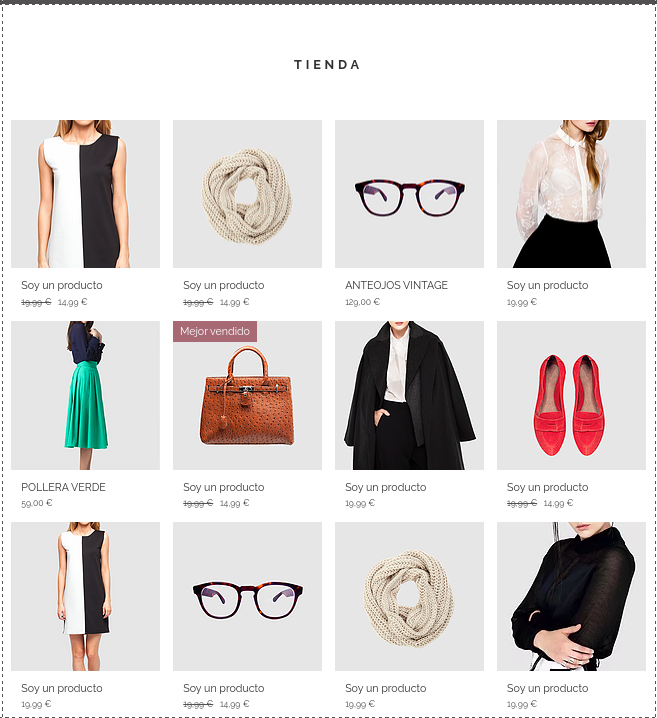 TIENDA
Soy un producto
19,99 € 14,99 €
Soy un producto
19,99 € 14,99 €
ANTEOJOS VINTAGE
129,00 €
Soy un producto
19,99 €
POLLERA VERDE
59,00 €
Mejor vendido
Soy un producto
19,99 € 14,99 €
Soy un producto
19,99 €
Soy un producto
19,99 € 14,99 €
Soy un producto
19,99 €
Soy un producto
19,99 € 14,99 €
Soy un producto
19,99 €
Soy un producto
19,99 €